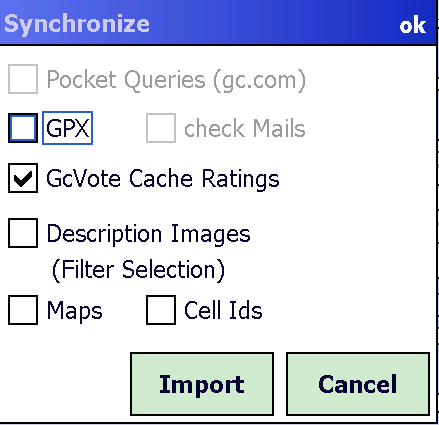 Synchronize ok
Pocket Queries (gc.com)
GPX check Mails
GcVote Cache Ratings
Description Images
(Filter Selection)
Maps Cell Ids
Import Cancel